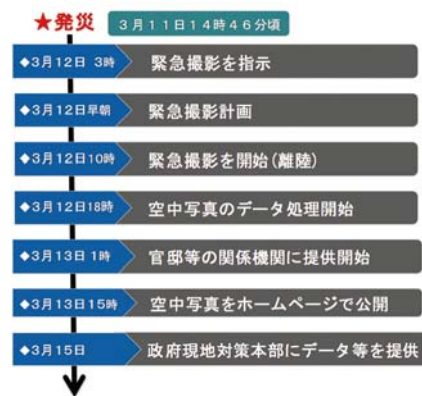 ★発災 3月11日14時46分頃
◆3月12日 3時 緊急撮影を指示
◆3月12日早朝 緊急撮影計画
◆3月12日10時 緊急撮影を開始(離陸)
◆3月12日18時 空中写真のデータ処理開始
◆3月13日 1時 官邸等の関係機関に提供開始
◆3月13日15時 空中写真をホームページで公開
◆3月15日 政府現地対策本部にデータ等を提供